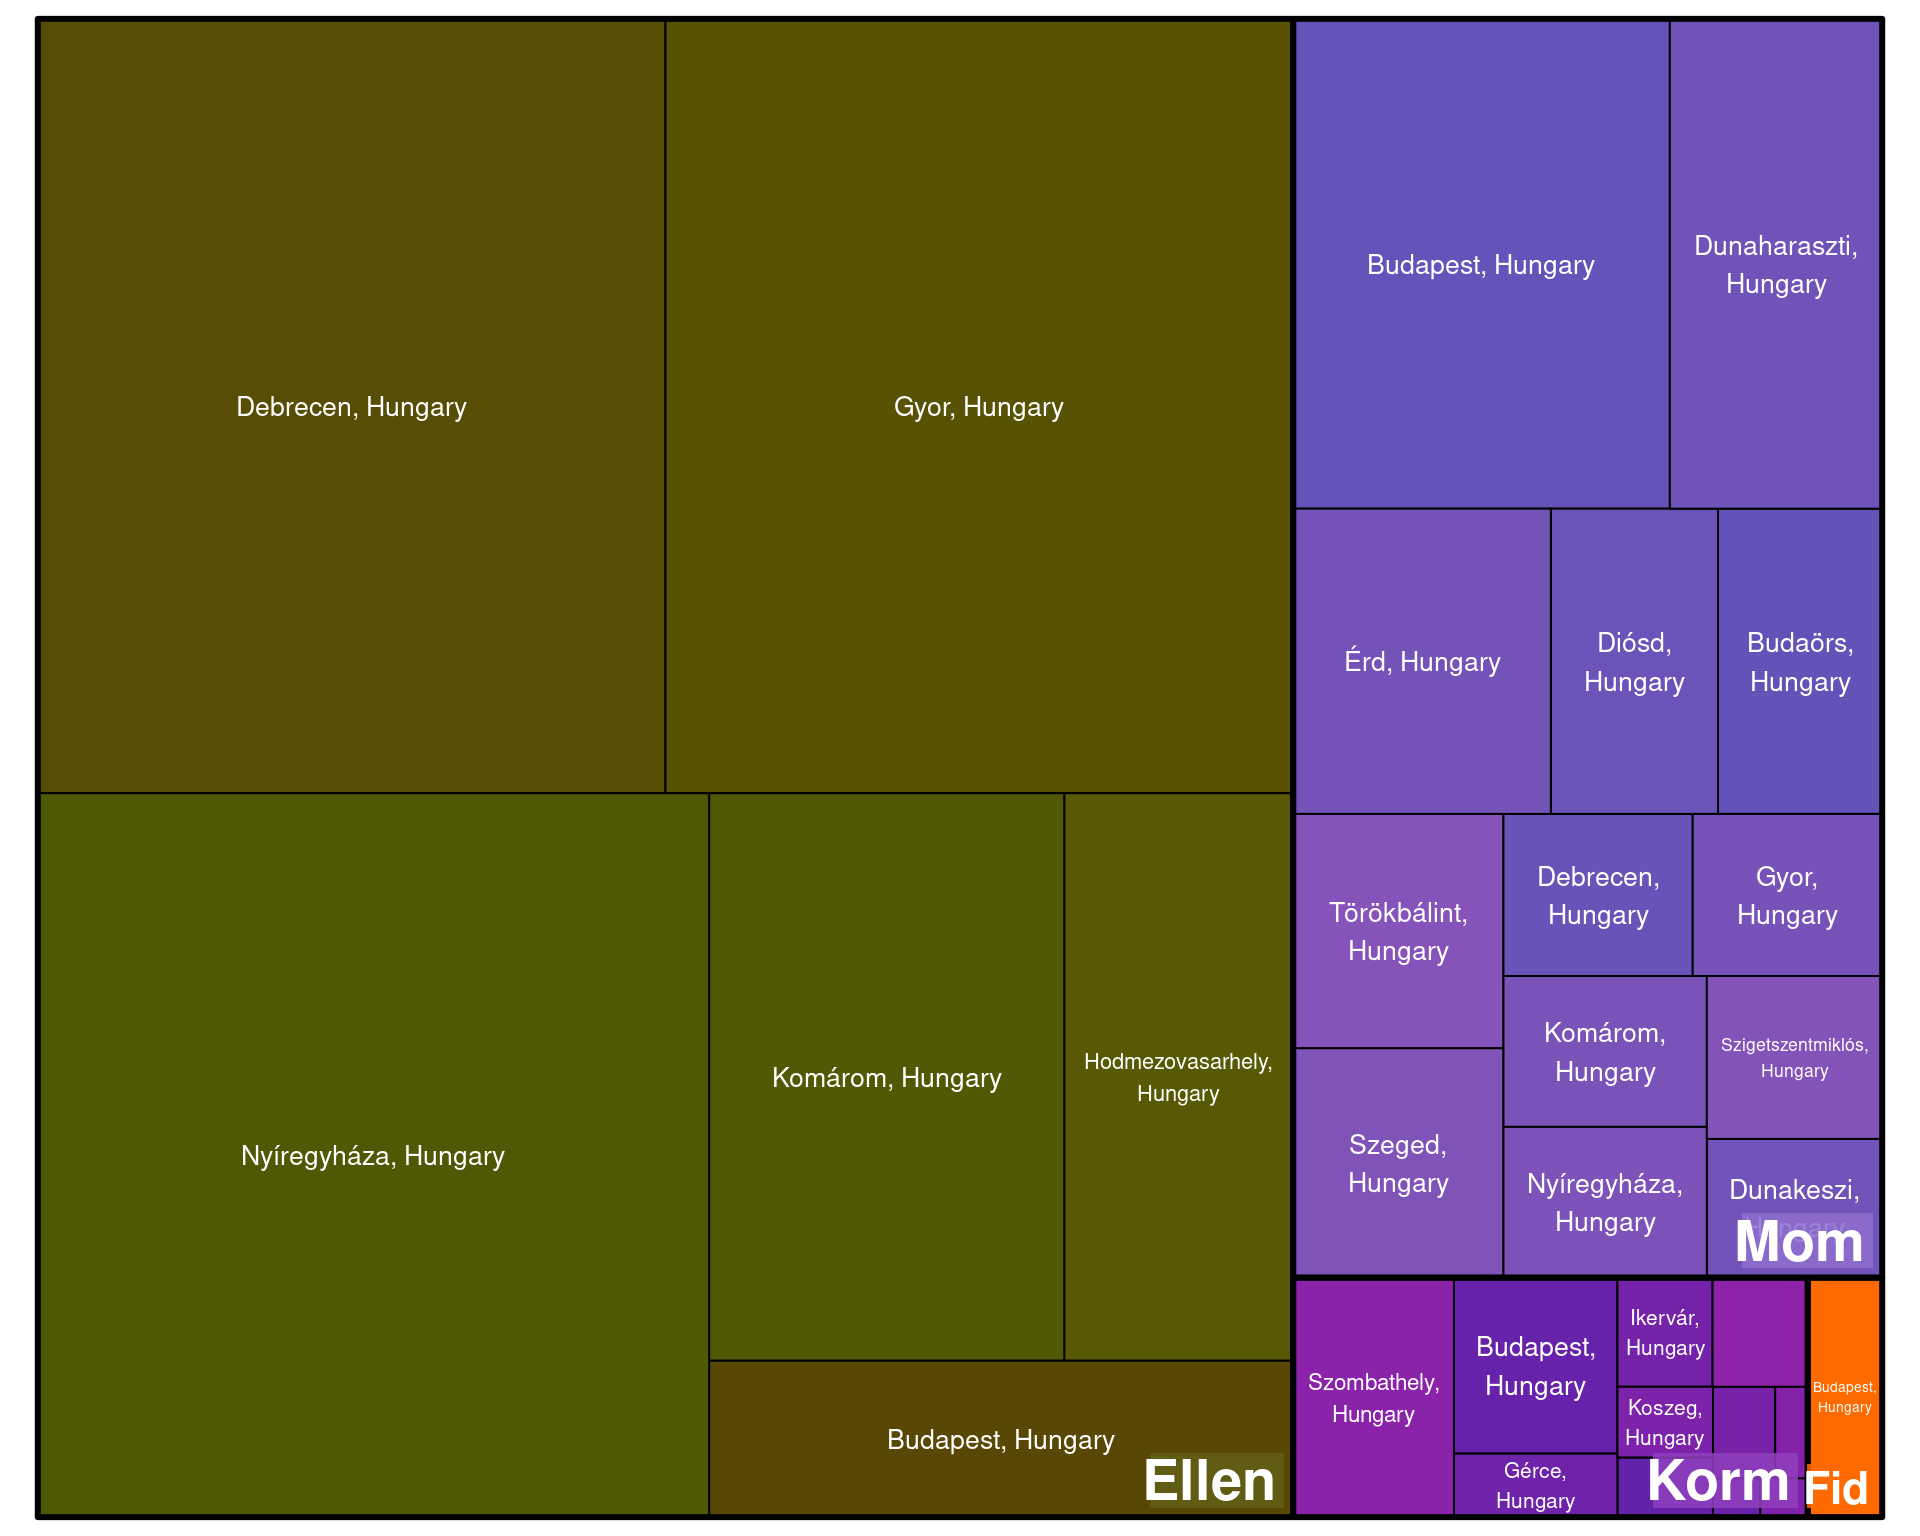 Debrecen, Hungary
Gyor, Hungary
Nyíregyháza, Hungary
Komárom, Hungary
Hodmezovasarhely,
Hungary
Budapest, Hungary
Ellen
Budapest, Hungary
Dunaharaszti,
Hungary
Érd, Hungary
Diósd,
Hungary
Budaörs,
Hungary
Törökbálint,
Hungary
Debrecen,
Hungary
Gyor,
Hungary
Szeged,
Hungary
Komárom,
Hungary
Szigetszentmiklós,
Hungary
Nyíregyháza,
Hungary
Dunakeszi,
Hungary
Mom
Szombathely,
Hungary
Budapest,
Hungary
Gérce,
Hungary
Ikervár,
Hungary
Koszeg,
Hungary
Korm
Budapest,
Hungary
Fid